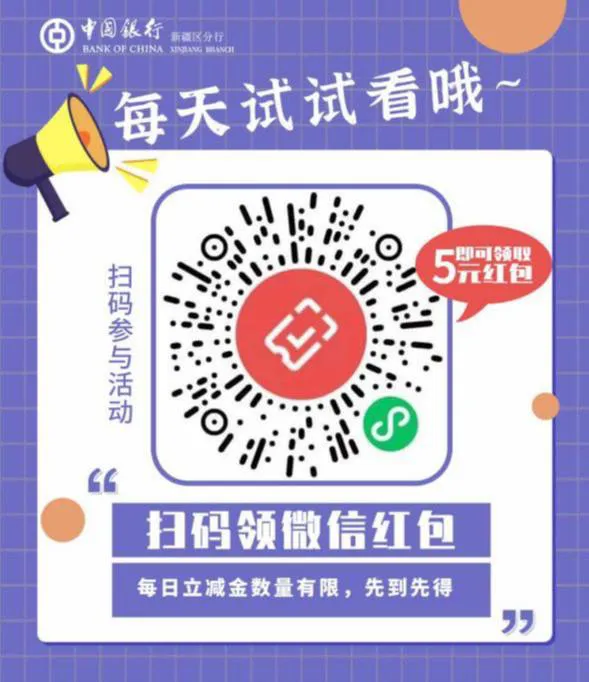 中国银行 新疆区分行
BANK OF CHINA XINJIANG BRANCH
每天试试看哦~
即可领取
5元红包
扫码参与活动
扫码领微信红包
每日立减金数量有限，先到先得